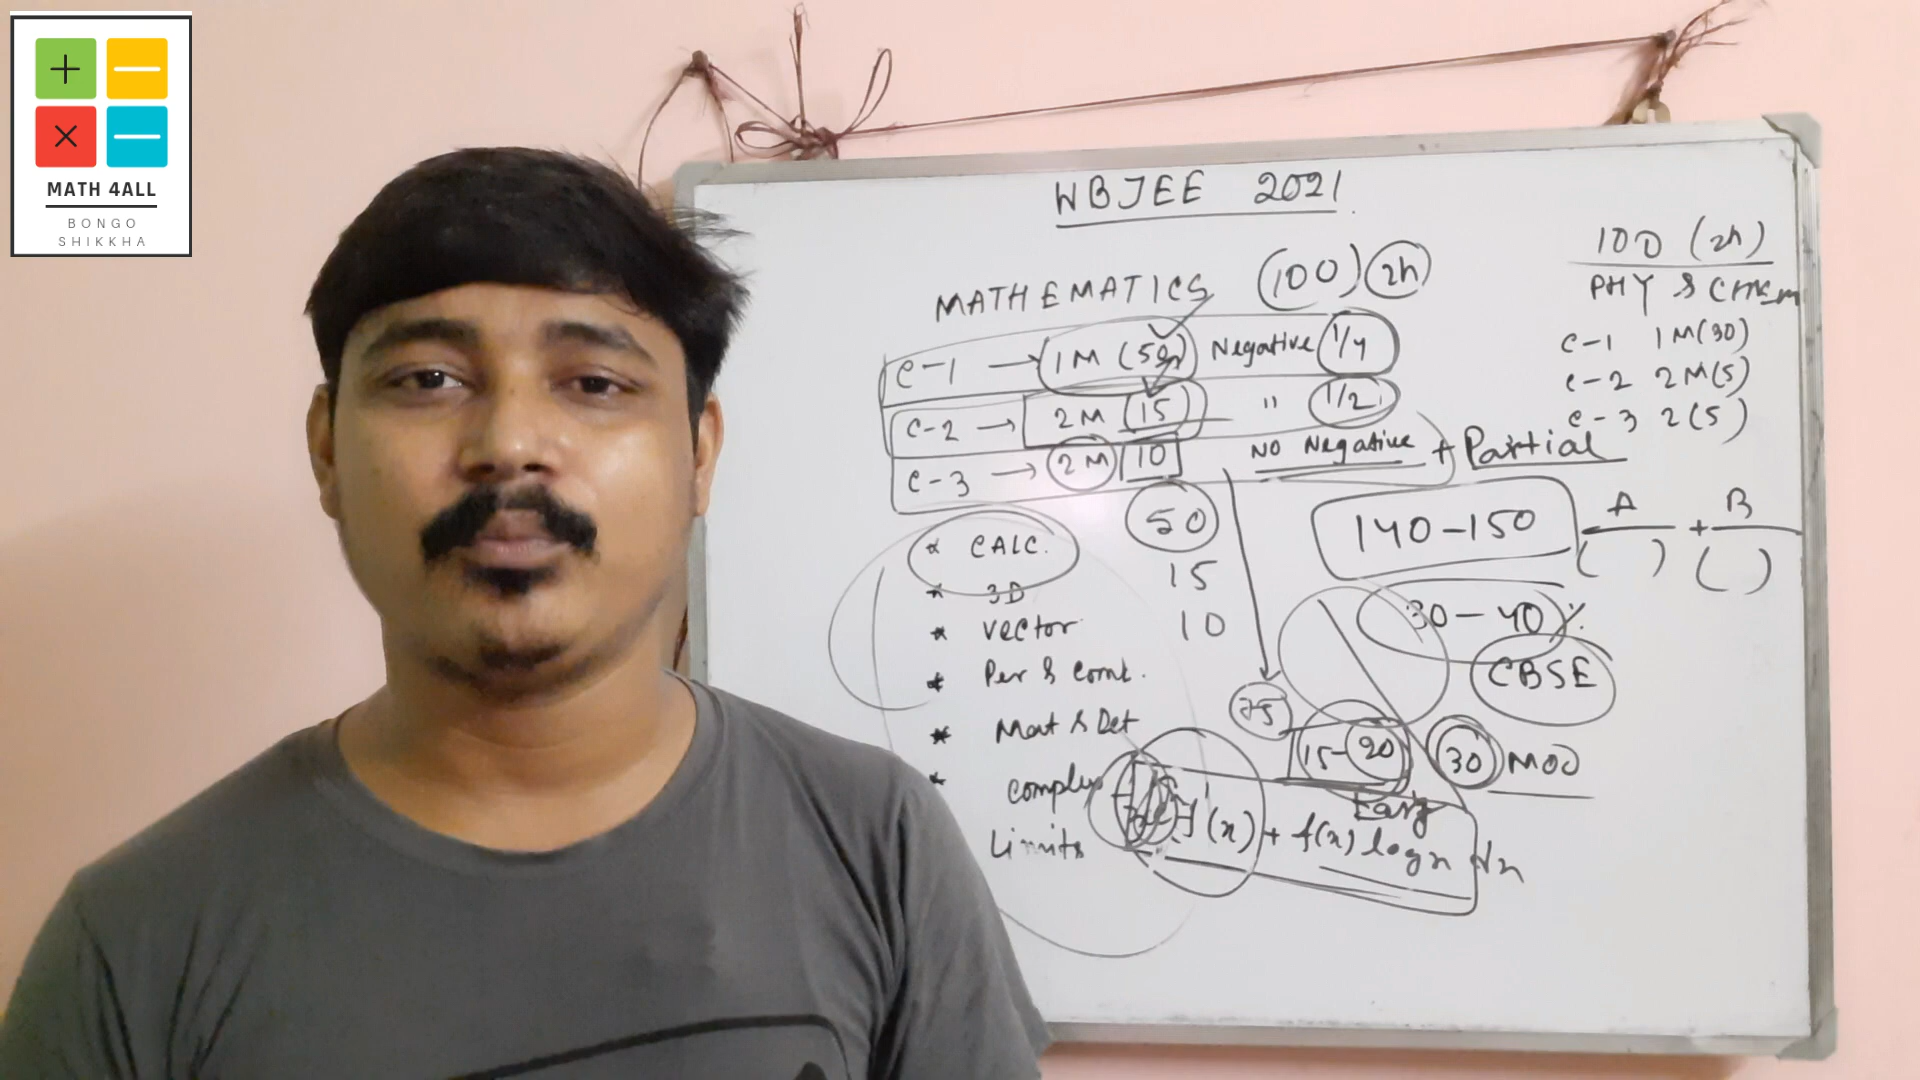 MATH 4ALL
BONGO
SHIKKHA
WBJEE 2021
MATHEMATICS (100) 2h
C-1 → 1M (50) Negative 1/4
C-2 → 2M (15) " 1/2
C-3 → 2M 10 NO Negative + Partial
100 (2h)
PHY & CHEM
C-1 1M(30)
C-2 2M(5)
C-3 2(5)
* CALC. 50
* 3D 15
* Vector 10
* Per & Comt.
* Mat & Det
* Complex
Limits
140-150
A + B
( ) ( )
30-40%
CBSE
75
15-20 30 MOD
Easy
f'(x) + f(x) log x dx